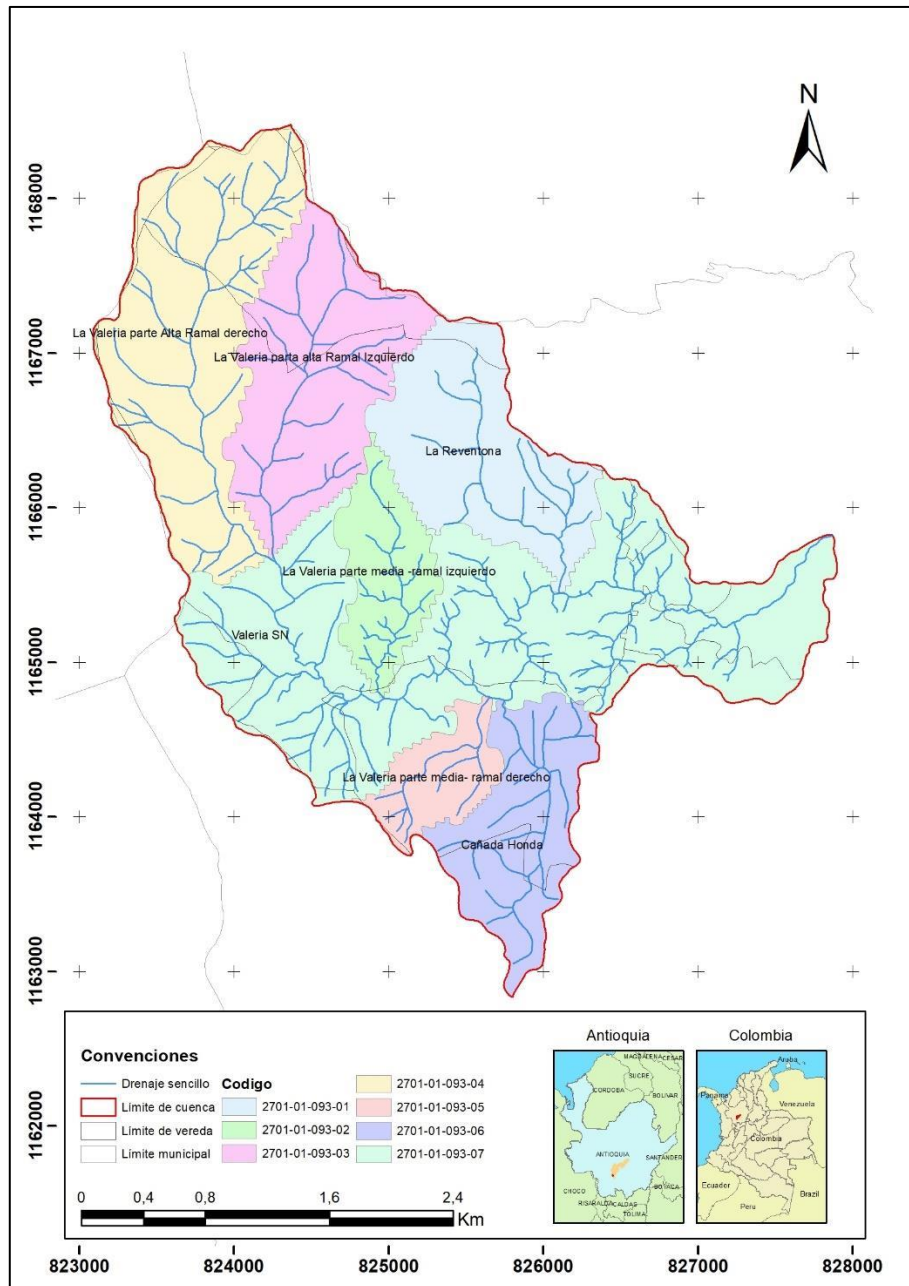 N
1168000
1167000
1166000
1165000
1164000
1163000
1162000
La Valeria parte Alta Ramal derecho
La Valeria parta alta Ramal Izquierdo
La Reventona
La Valeria parte media -ramal izquierdo
Valeria SN
La Valeria parte media- ramal derecho
Cañada Honda
Convenciones
Drenaje sencillo
Límite de cuenca
Límite de vereda
Límite municipal
Codigo
2701-01-093-01
2701-01-093-02
2701-01-093-03
2701-01-093-04
2701-01-093-05
2701-01-093-06
2701-01-093-07
0 0,4 0,8 1,6 2,4
Km
Antioquia
CORDOBA
SUCRE
BOLIVAR
ANTIOQUIA
SANTANDER
CHOCO
CALDAS
TOLIMA
Colombia
Aruba
Panama
Venezuela
Colombia
Ecuador
Peru
Brazil
823000 824000 825000 826000 827000 828000